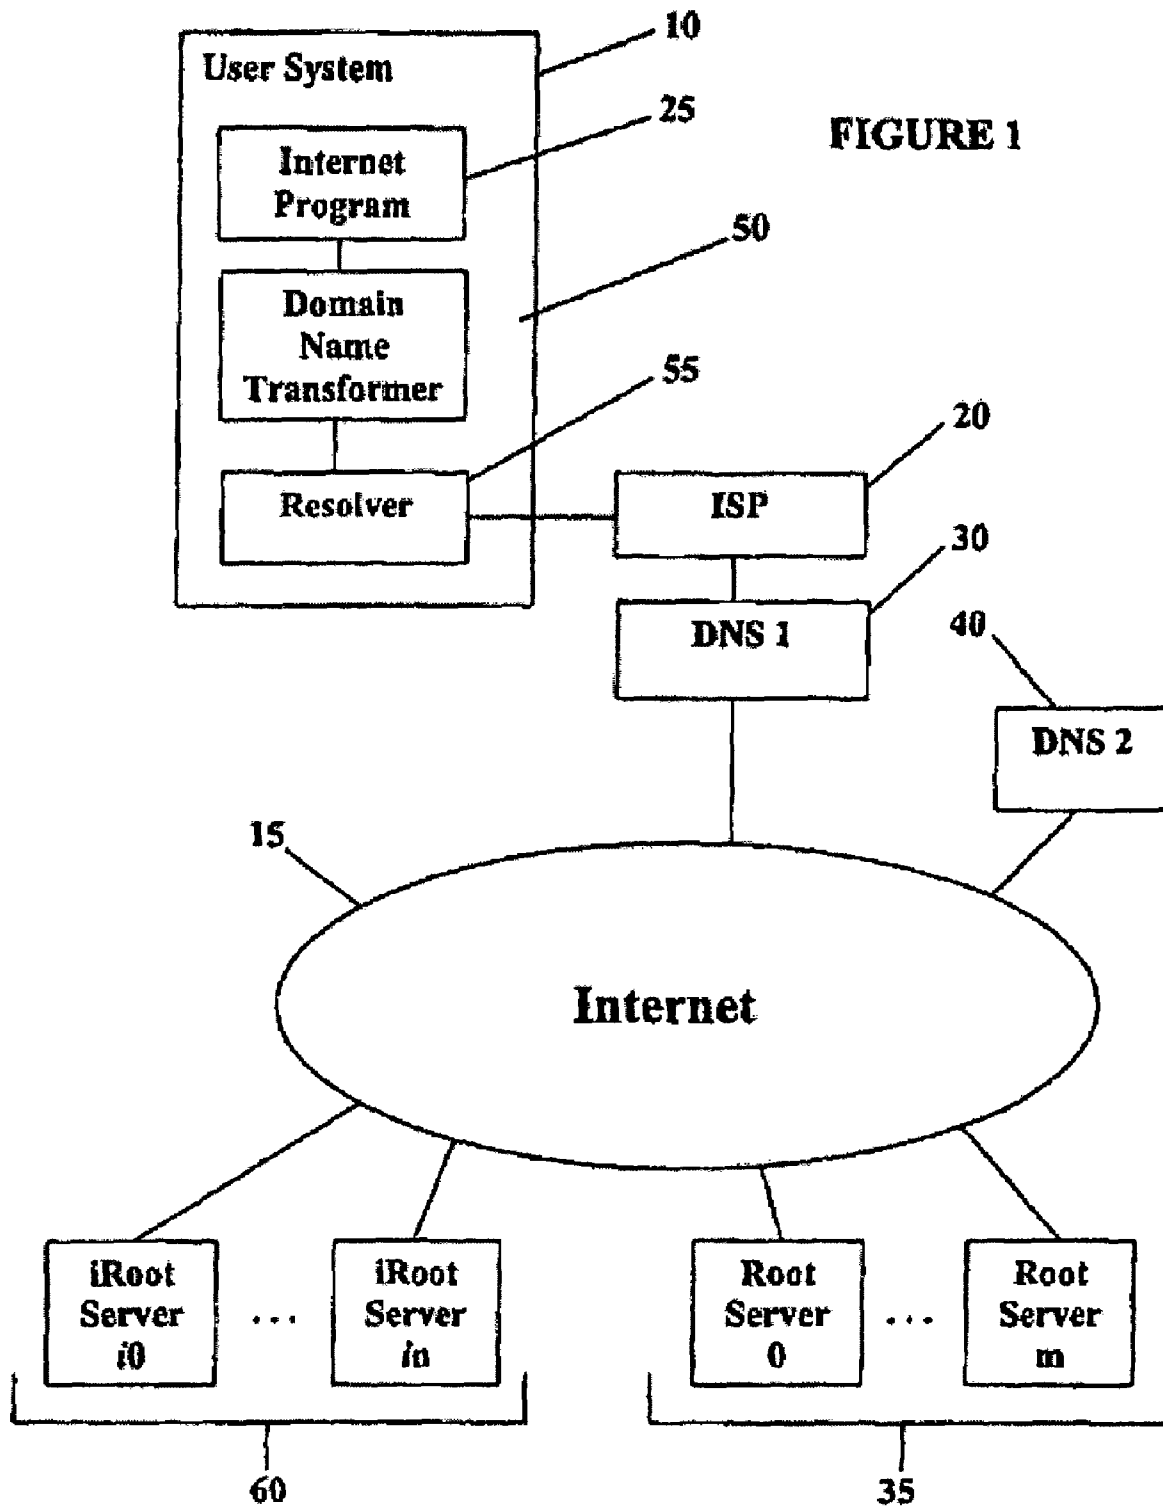 10
User System
25
FIGURE 1
Internet
Program
50
Domain
Name
Transformer
55
20
Resolver
ISP
30
DNS 1
40
DNS 2
15
Internet
iRoot
Server
i0
...
iRoot
Server
in
Root
Server
0
...
Root
Server
m
60
35